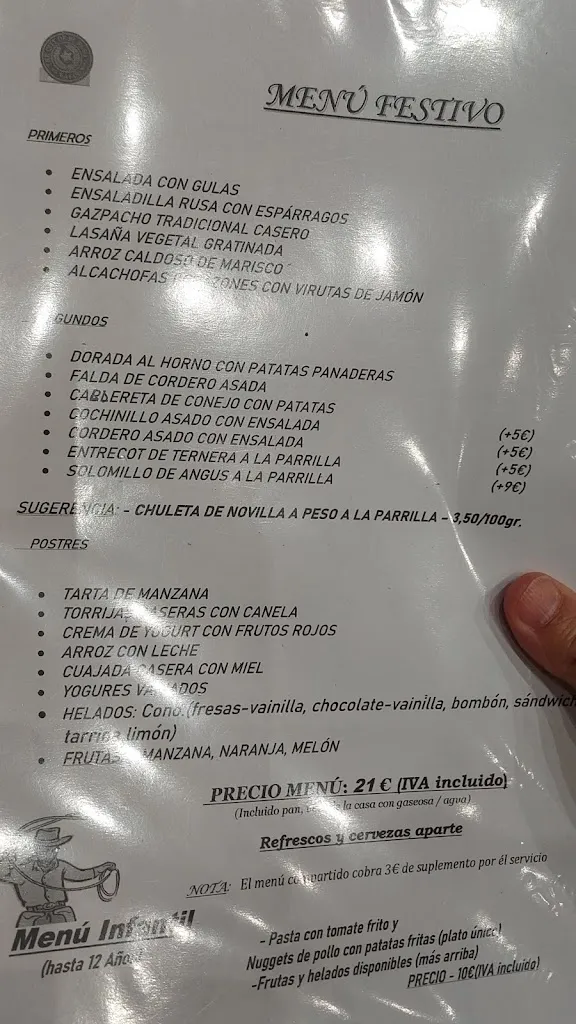 MENÚ FESTIVO
PRIMEROS
• ENSALADA CON GULAS
• ENSALADILLA RUSA CON ESPÁRRAGOS
• GAZPACHO TRADICIONAL CASERO
• LASAÑA VEGETAL GRATINADA
• ARROZ CALDOSO DE MARISCO
• ALCACHOFAS CON VIRUTAS DE JAMÓN
GUNDOS
• DORADA AL HORNO CON PATATAS PANADERAS
• FALDA DE CORDERO ASADA
• CALDERETA DE CONEJO CON PATATAS
• COCHINILLO ASADO CON ENSALADA (+5€)
• CORDERO ASADO CON ENSALADA (+5€)
• ENTRECOT DE TERNERA A LA PARRILLA (+5€)
• SOLOMILLO DE ANGUS A LA PARRILLA (+9€)
SUGERENCIA: - CHULETA DE NOVILLA A PESO A LA PARRILLA - 3,50/100gr.
POSTRES
• TARTA DE MANZANA
• TORRIJAS CASERAS CON CANELA
• CREMA DE YOGURT CON FRUTOS ROJOS
• ARROZ CON LECHE
• CUAJADA CASERA CON MIEL
• YOGURES VARIADOS
• HELADOS: Cono (fresas-vainilla, chocolate-vainilla, bombón, sándwich
tarrina limón)
• FRUTAS MANZANA, NARANJA, MELÓN
PRECIO MENÚ: 21 € (IVA incluido)
(Incluido pan, de la casa con gaseosa / agua)
Refrescos y cervezas aparte
NOTA: El menú compartido cobra 3€ de suplemento por él servicio
Menú Infantil
(hasta 12 Años)
- Pasta con tomate frito y
Nuggets de pollo con patatas fritas (plato único)
-Frutas y helados disponibles (más arriba)
PRECIO - 10€(IVA incluido)